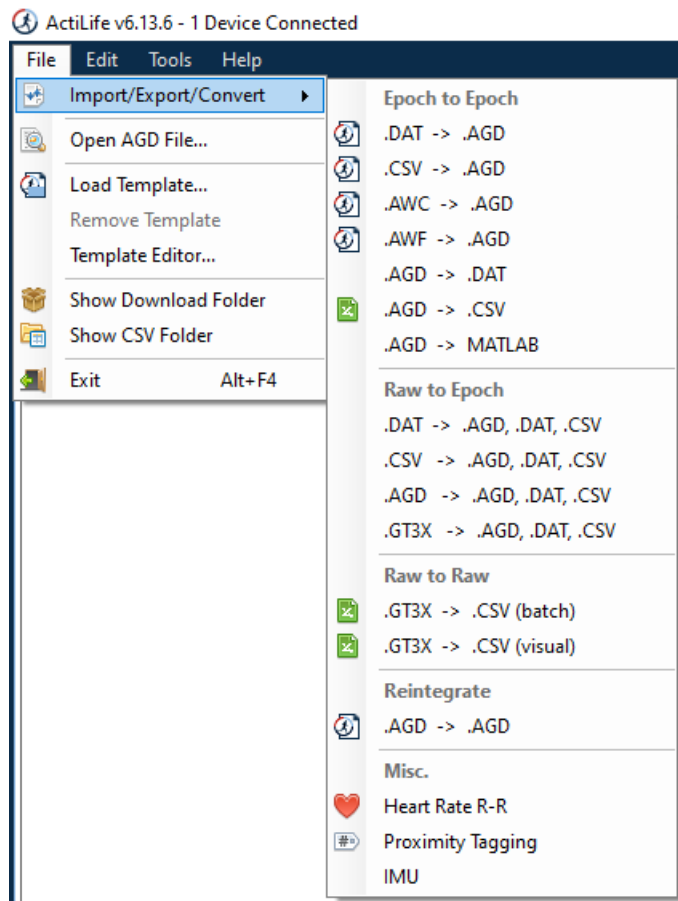 ActiLife v6.13.6 - 1 Device Connected
File Edit Tools Help
Import/Export/Convert
Open AGD File...
Load Template...
Remove Template
Template Editor...
Show Download Folder
Show CSV Folder
Exit Alt+F4
Epoch to Epoch
.DAT -> .AGD
.CSV -> .AGD
.AWC -> .AGD
.AWF -> .AGD
.AGD -> .DAT
.AGD -> .CSV
.AGD -> MATLAB
Raw to Epoch
.DAT -> .AGD, .DAT, .CSV
.CSV -> .AGD, .DAT, .CSV
.AGD -> .AGD, .DAT, .CSV
.GT3X -> .AGD, .DAT, .CSV
Raw to Raw
.GT3X -> .CSV (batch)
.GT3X -> .CSV (visual)
Reintegrate
.AGD -> .AGD
Misc.
Heart Rate R-R
Proximity Tagging
IMU